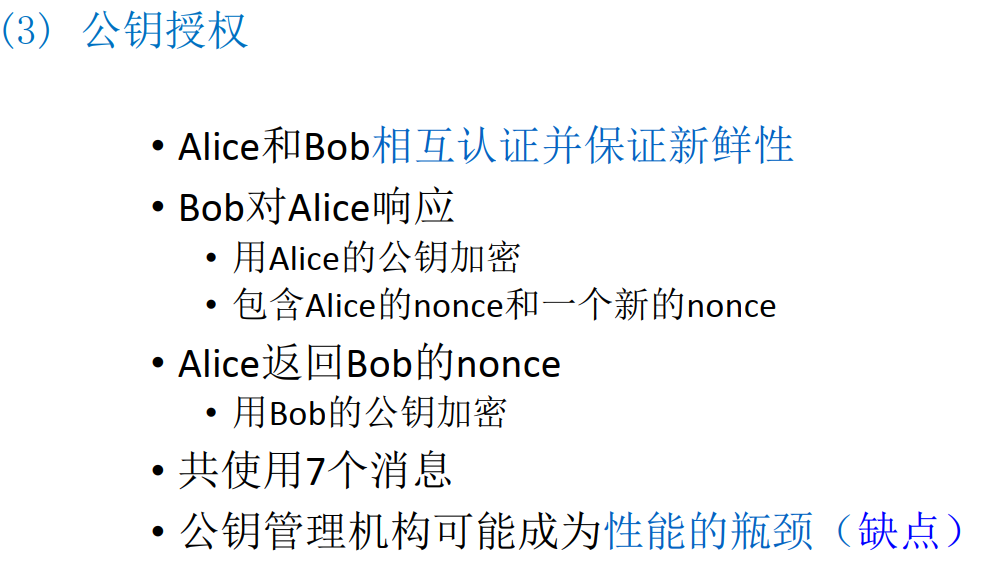 (3) 公钥授权
• Alice和Bob相互认证并保证新鲜性
• Bob对Alice响应
• 用Alice的公钥加密
• 包含Alice的nonce和一个新的nonce
• Alice返回Bob的nonce
• 用Bob的公钥加密
• 共使用7个消息
• 公钥管理机构可能成为性能的瓶颈（缺点）